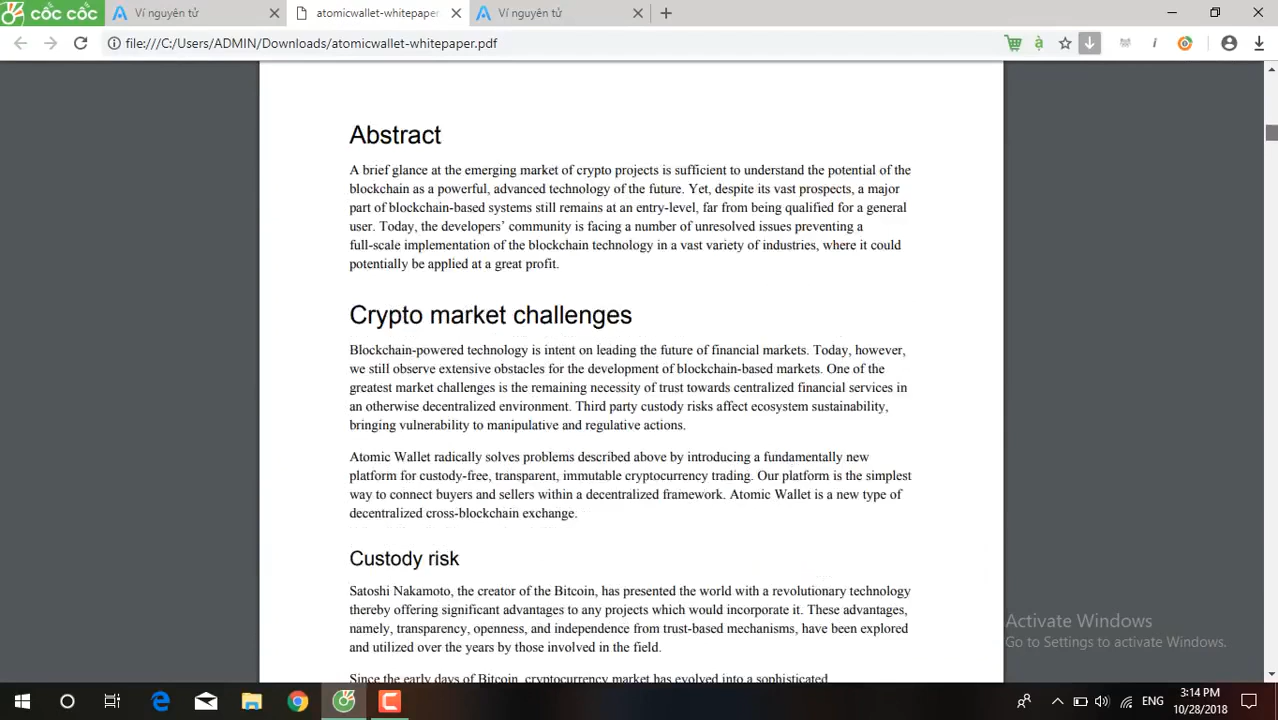 cốc cốc
Ví nguyên tử
atomicwallet-whitepaper
Ví nguyên tử
file:///C:/Users/ADMIN/Downloads/atomicwallet-whitepaper.pdf
Abstract
A brief glance at the emerging market of crypto projects is sufficient to understand the potential of the
blockchain as a powerful, advanced technology of the future. Yet, despite its vast prospects, a major
part of blockchain-based systems still remains at an entry-level, far from being qualified for a general
user. Today, the developers’ community is facing a number of unresolved issues preventing a
full-scale implementation of the blockchain technology in a vast variety of industries, where it could
potentially be applied at a great profit.
Crypto market challenges
Blockchain-powered technology is intent on leading the future of financial markets. Today, however,
we still observe extensive obstacles for the development of blockchain-based markets. One of the
greatest market challenges is the remaining necessity of trust towards centralized financial services in
an otherwise decentralized environment. Third party custody risks affect ecosystem sustainability,
bringing vulnerability to manipulative and regulative actions.
Atomic Wallet radically solves problems described above by introducing a fundamentally new
platform for custody-free, transparent, immutable cryptocurrency trading. Our platform is the simplest
way to connect buyers and sellers within a decentralized framework. Atomic Wallet is a new type of
decentralized cross-blockchain exchange.
Custody risk
Satoshi Nakamoto, the creator of the Bitcoin, has presented the world with a revolutionary technology
thereby offering significant advantages to any projects which would incorporate it. These advantages,
namely, transparency, openness, and independence from trust-based mechanisms, have been explored
and utilized over the years by those involved in the field.
Since the early days of Bitcoin, cryptocurrency market has evolved into a sophisticated
Activate Windows
Go to Settings to activate Windows.
ENG
3:14 PM
10/28/2018